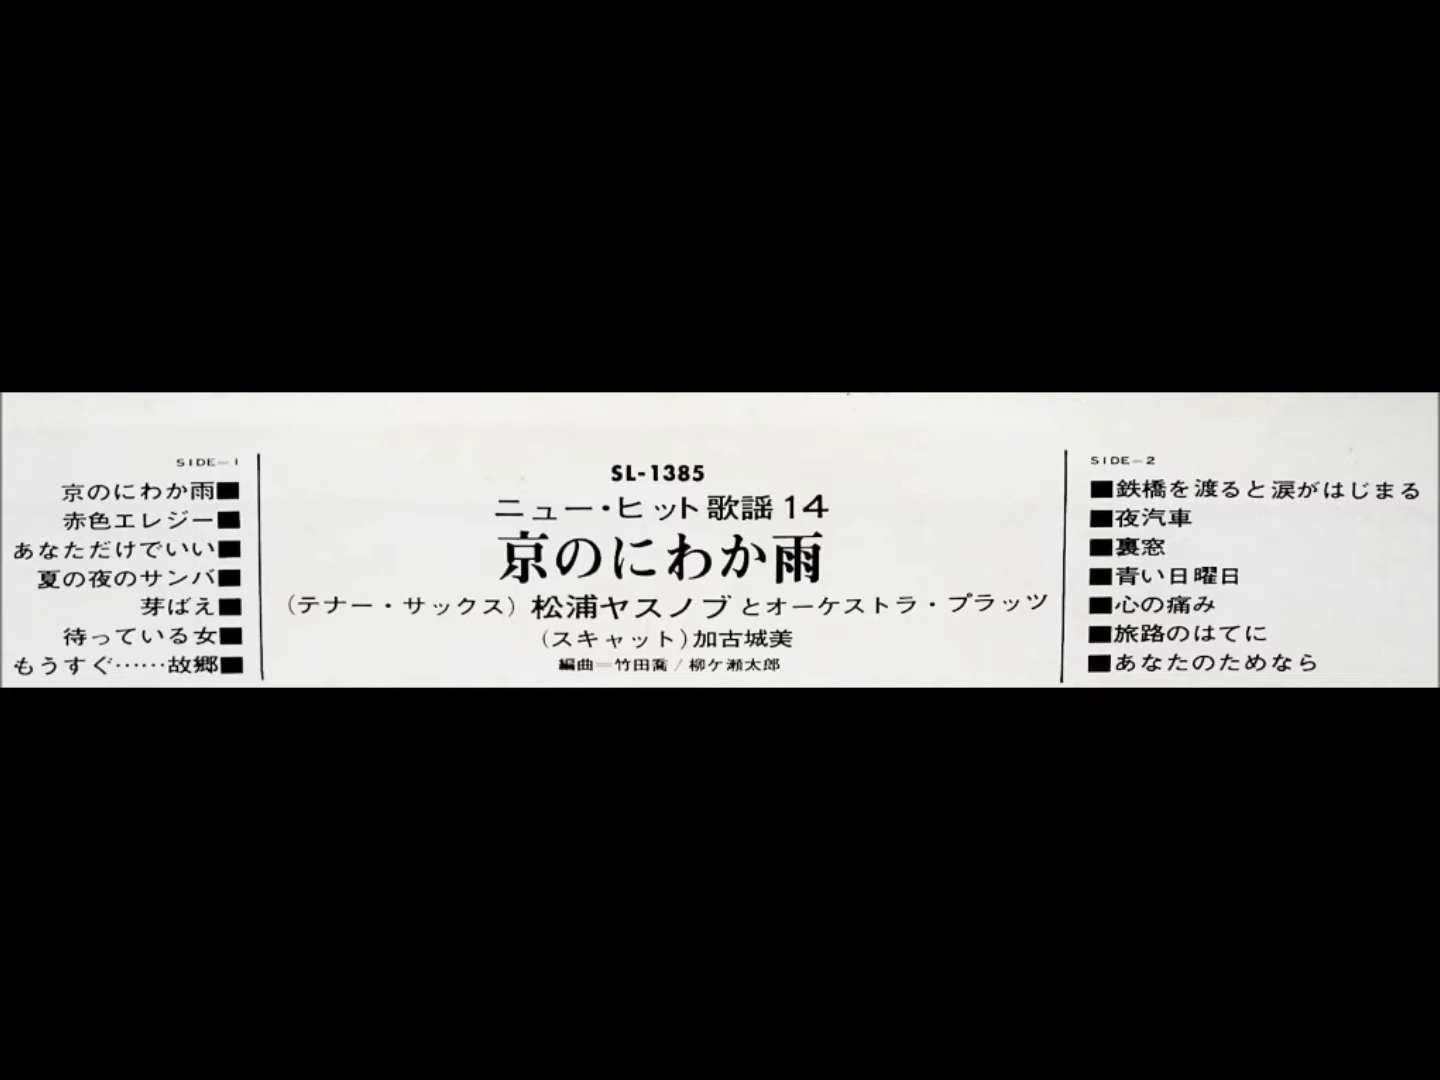 SIDE-1
京のにわか雨■
赤色エレジー■
あなただけでいい■
夏の夜のサンバ■
芽ばえ■
待っている女■
もうすぐ……故郷■
SL-1385
ニュー・ヒット歌謡14
京のにわか雨
(テナー・サックス) 松浦ヤスノブとオーケストラ・プラッツ
(スキャット)加古城美
編曲=竹田喬/柳ケ瀬太郎
SIDE-2
■鉄橋を渡ると涙がはじまる
■夜汽車
■裏窓
■青い日曜日
■心の痛み
■旅路のはてに
■あなたのためなら